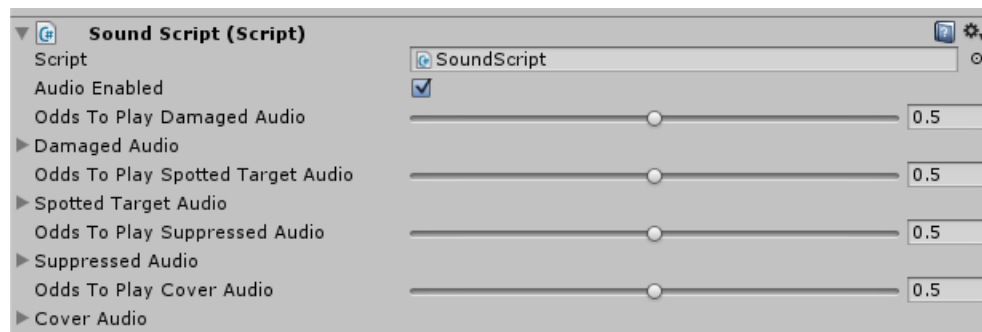 Sound Script (Script)
Script SoundScript
Audio Enabled
Odds To Play Damaged Audio 0.5
Damaged Audio
Odds To Play Spotted Target Audio 0.5
Spotted Target Audio
Odds To Play Suppressed Audio 0.5
Suppressed Audio
Odds To Play Cover Audio 0.5
Cover Audio